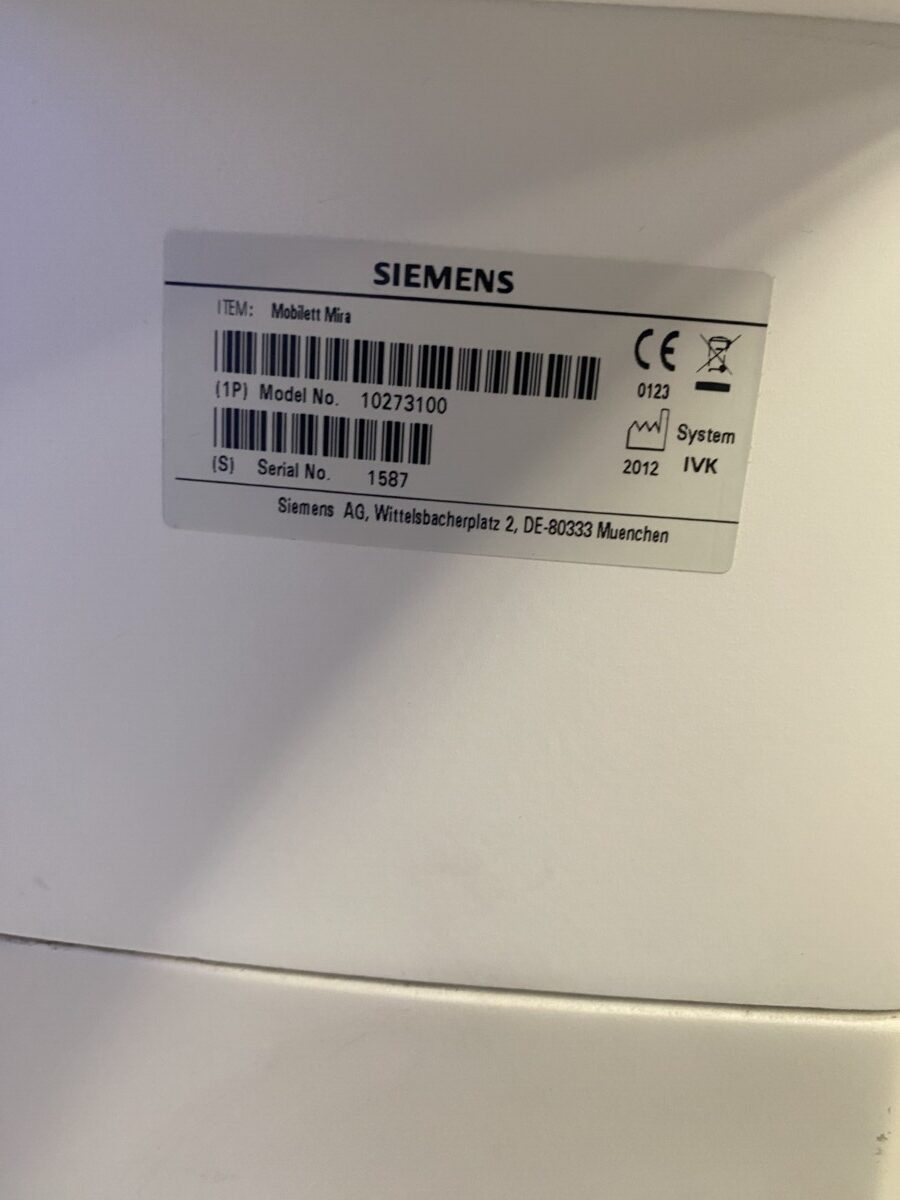 SIEMENS
ITEM: Mobilett Mira
(1P) Model No. 10273100
(S) Serial No. 1587
CE
0123
System
2012 IVK
Siemens AG, Wittelsbacherplatz 2, DE-80333 Muenchen